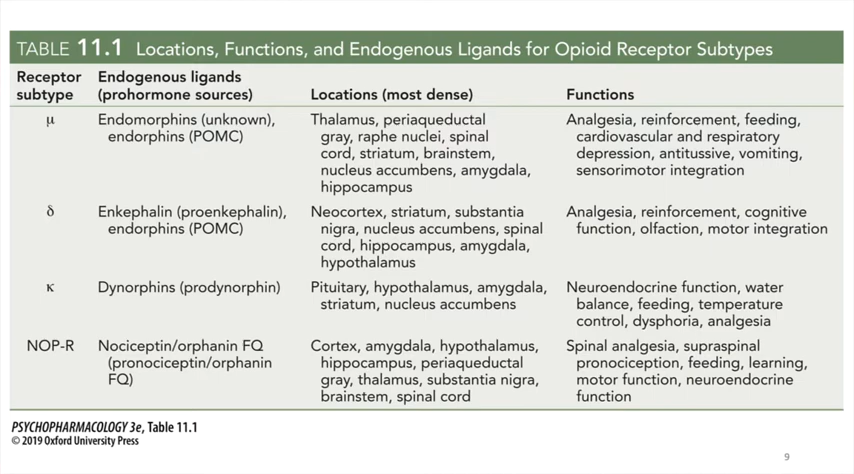 TABLE 11.1 Locations, Functions, and Endogenous Ligands for Opioid Receptor Subtypes
Receptor subtype
Endogenous ligands (prohormone sources)
Locations (most dense)
Functions
μ
Endomorphins (unknown),
endorphins (POMC)
Thalamus, periaqueductal
gray, raphe nuclei, spinal
cord, striatum, brainstem,
nucleus accumbens, amygdala,
hippocampus
Analgesia, reinforcement, feeding,
cardiovascular and respiratory
depression, antitussive, vomiting,
sensorimotor integration
δ
Enkephalin (proenkephalin),
endorphins (POMC)
Neocortex, striatum, substantia
nigra, nucleus accumbens, spinal
cord, hippocampus, amygdala,
hypothalamus
Analgesia, reinforcement, cognitive
function, olfaction, motor integration
κ
Dynorphins (prodynorphin)
Pituitary, hypothalamus, amygdala,
striatum, nucleus accumbens
Neuroendocrine function, water
balance, feeding, temperature
control, dysphoria, analgesia
NOP-R
Nociceptin/orphanin FQ
(pronociceptin/orphanin
FQ)
Cortex, amygdala, hypothalamus,
hippocampus, periaqueductal
gray, thalamus, substantia nigra,
brainstem, spinal cord
Spinal analgesia, supraspinal
pronociception, feeding, learning,
motor function, neuroendocrine
function
PSYCHOPHARMACOLOGY 3e, Table 11.1
© 2019 Oxford University Press
9